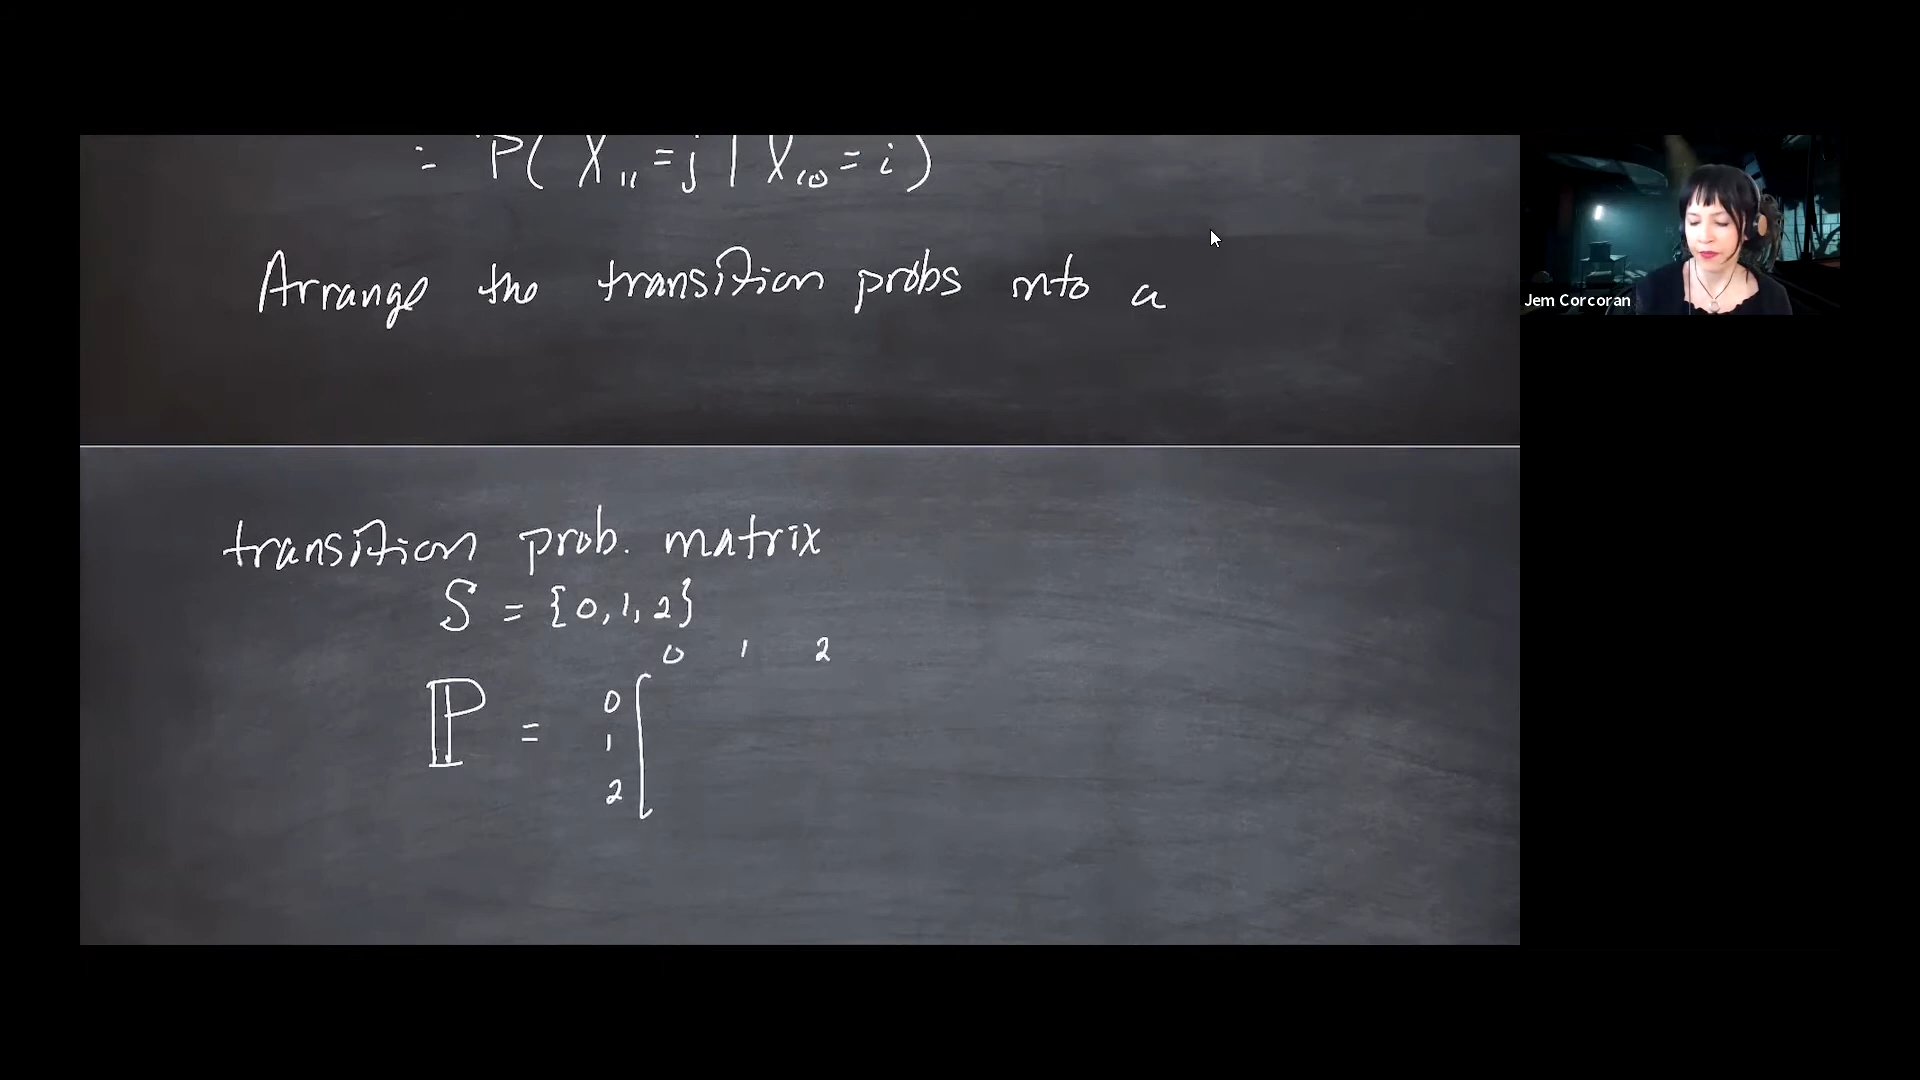 = P( X₁₁ = j | X₁₀ = i )
Arrange the transition probs into a
Jem Corcoran
transition prob. matrix
S = {0, 1, 2}
0 1 2
ℙ = 0 [
1
2